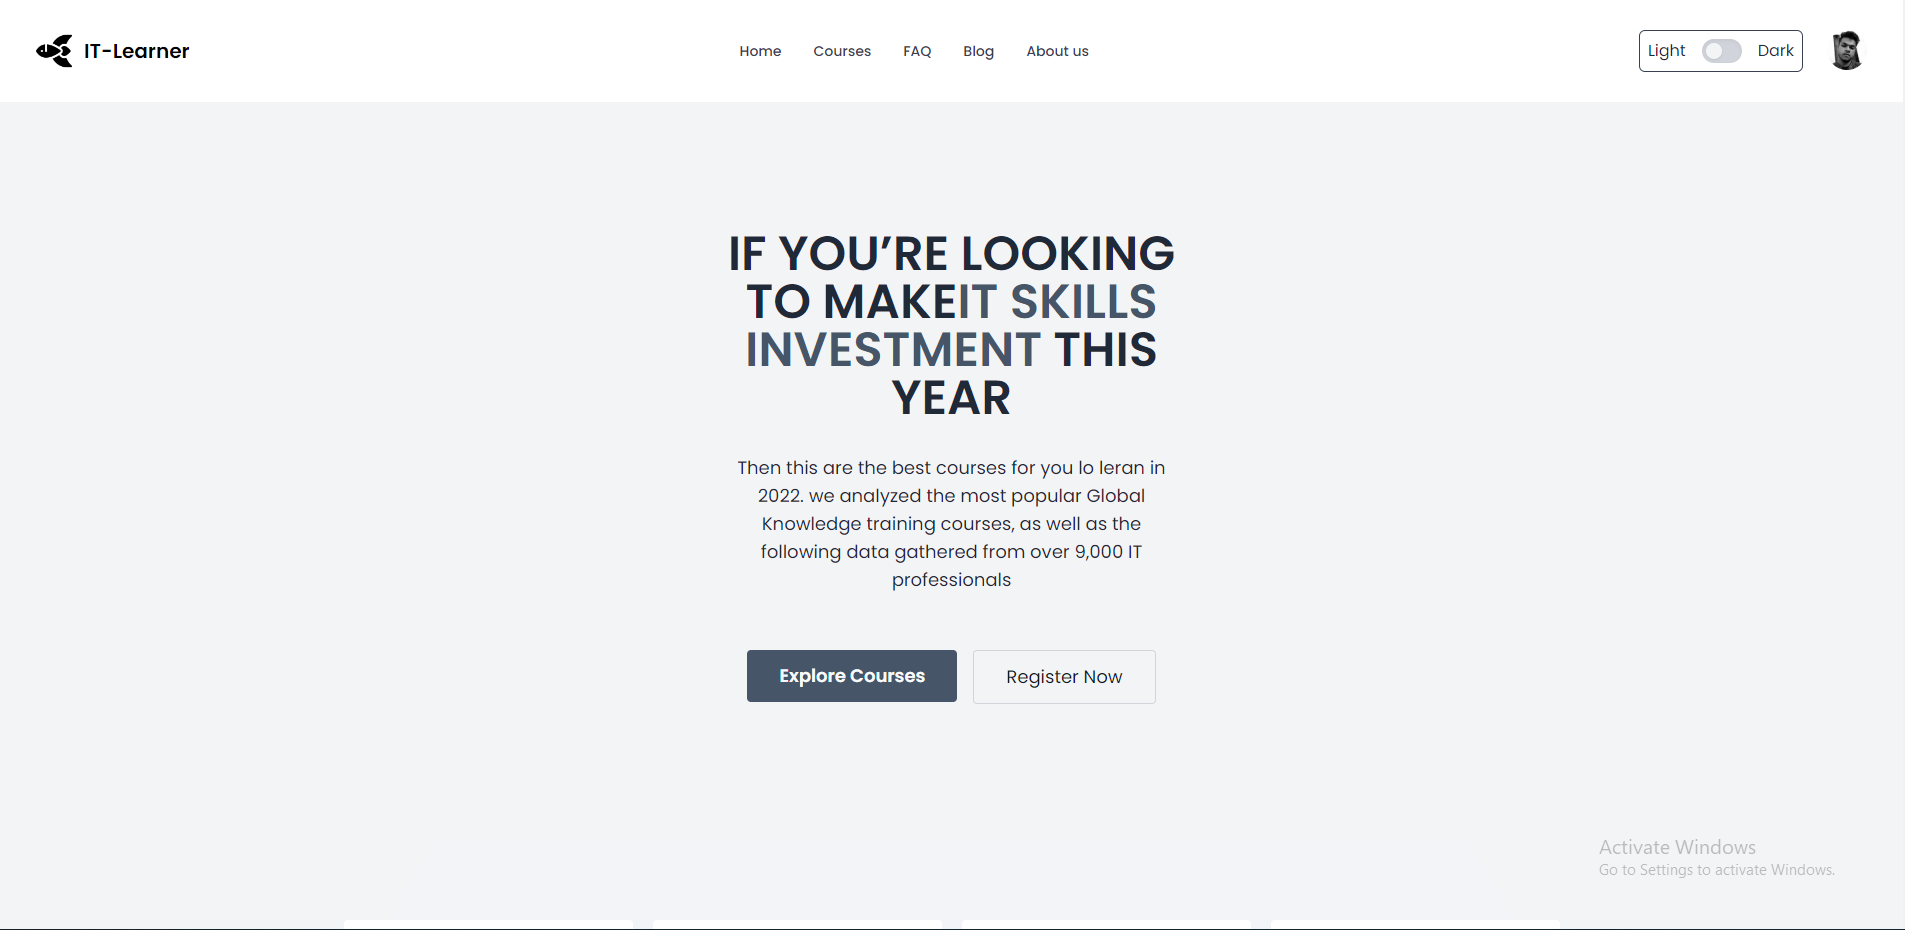 IT-Learner
Home
Courses
FAQ
Blog
About us
Light
Dark
IF YOU’RE LOOKING
TO MAKEIT SKILLS
INVESTMENT THIS
YEAR
Then this are the best courses for you lo leran in
2022. we analyzed the most popular Global
Knowledge training courses, as well as the
following data gathered from over 9,000 IT
professionals
Explore Courses
Register Now
Activate Windows
Go to Settings to activate Windows.